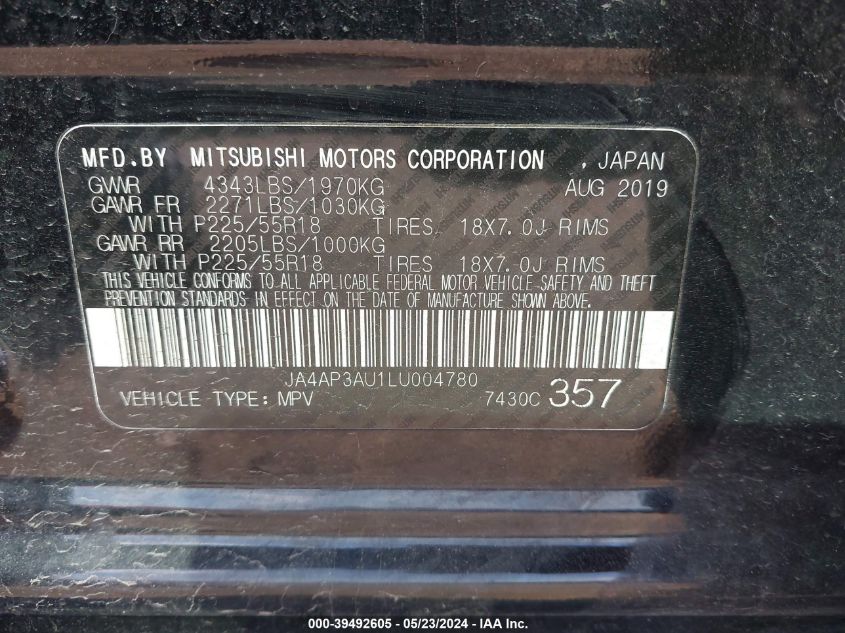 MFD.BY MITSUBISHI MOTORS CORPORATION , JAPAN
GVWR 4343LBS/1970KG AUG 2019
GAWR FR 2271LBS/1030KG
WITH P225/55R18 TIRES. 18X7.0J RIMS
GAWR RR 2205LBS/1000KG
WITH P225/55R18 TIRES 18X7.0J RIMS
THIS VEHICLE CONFORMS TO ALL APPLICABLE FEDERAL MOTOR VEHICLE SAFETY AND THEFT
PREVENTION STANDARDS IN EFFECT ON THE DATE OF MANUFACTURE SHOWN ABOVE.
JA4AP3AU1LU004780
VEHICLE TYPE: MPV 7430C 357
000-39492605 - 05/23/2024 - IAA Inc.